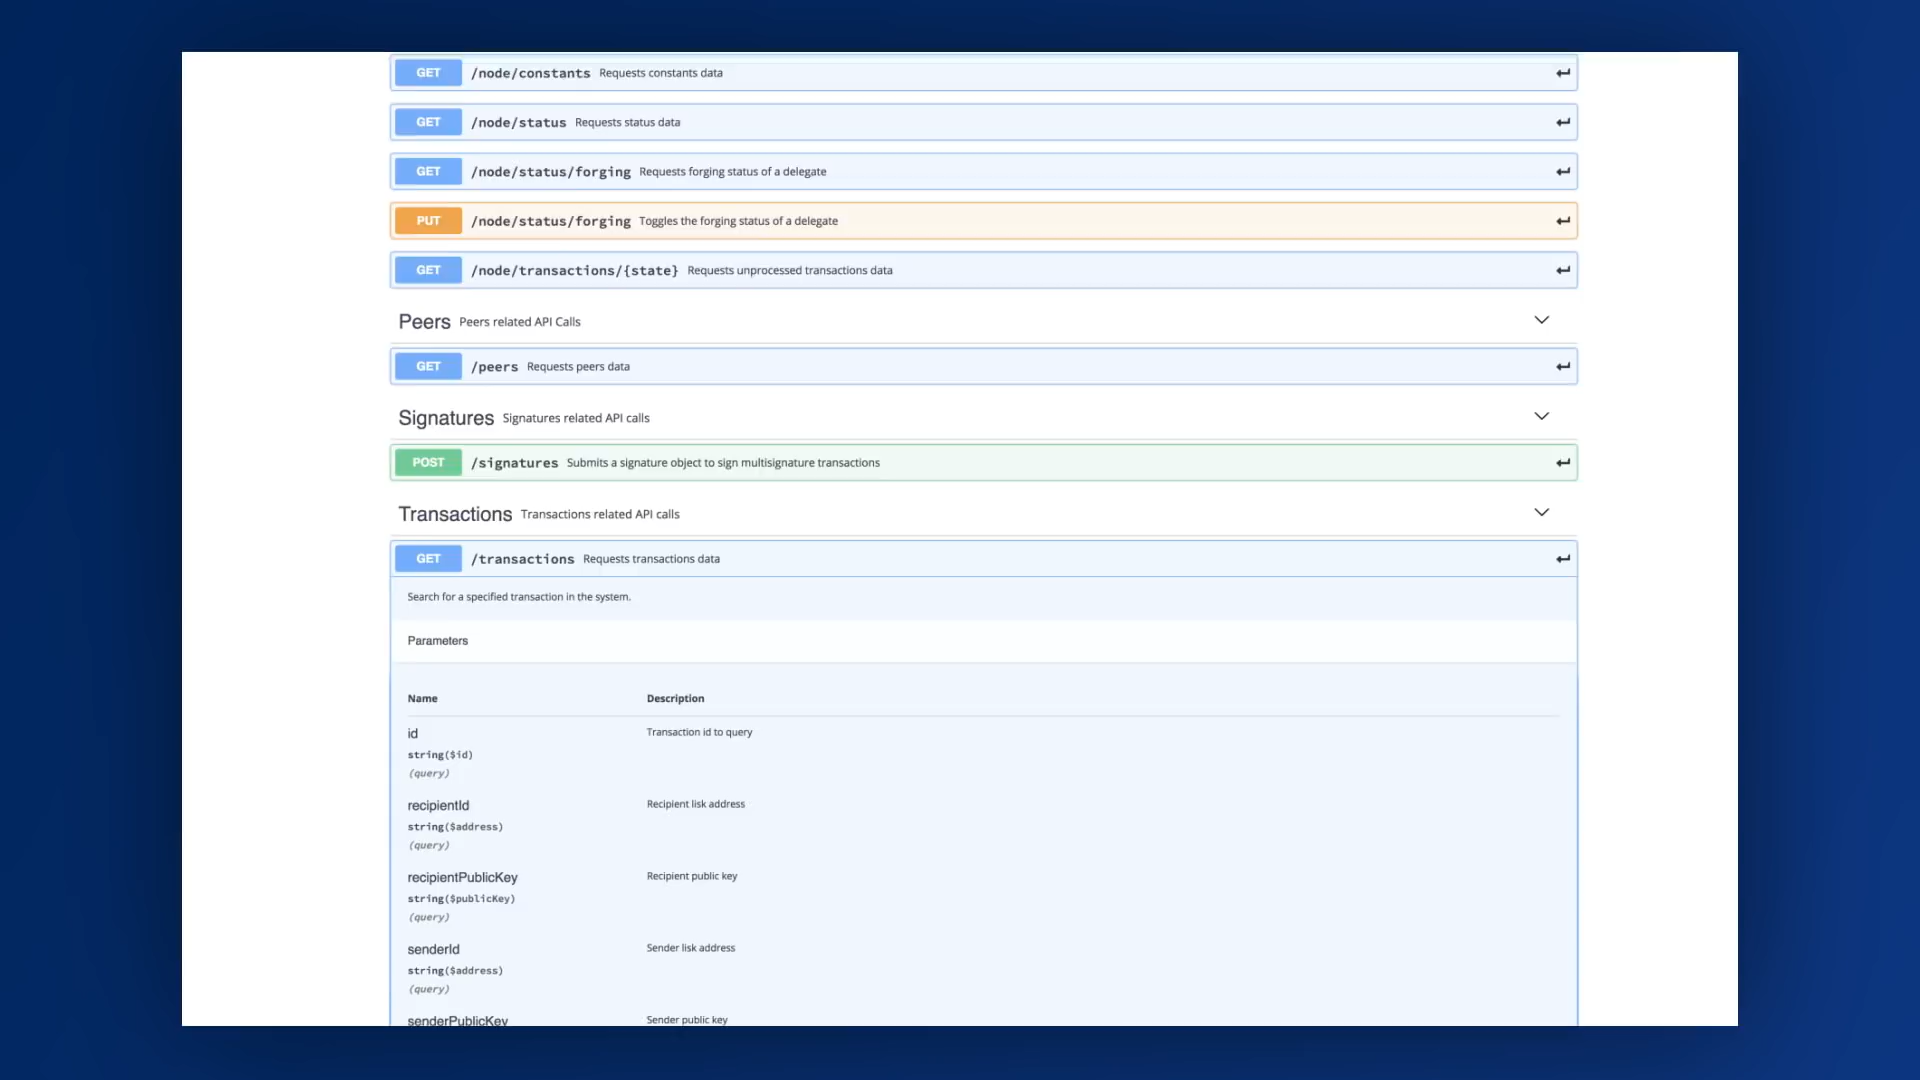 GET /node/constants Requests constants data
GET /node/status Requests status data
GET /node/status/forging Requests forging status of a delegate
PUT /node/status/forging Toggles the forging status of a delegate
GET /node/transactions/{state} Requests unprocessed transactions data
Peers Peers related API Calls
GET /peers Requests peers data
Signatures Signatures related API calls
POST /signatures Submits a signature object to sign multisignature transactions
Transactions Transactions related API calls
GET /transactions Requests transactions data
Search for a specified transaction in the system.
Parameters
Name Description
id Transaction id to query
string($id)
(query)
recipientId Recipient lisk address
string($address)
(query)
recipientPublicKey Recipient public key
string($publicKey)
(query)
senderId Sender lisk address
string($address)
(query)
senderPublicKey Sender public key